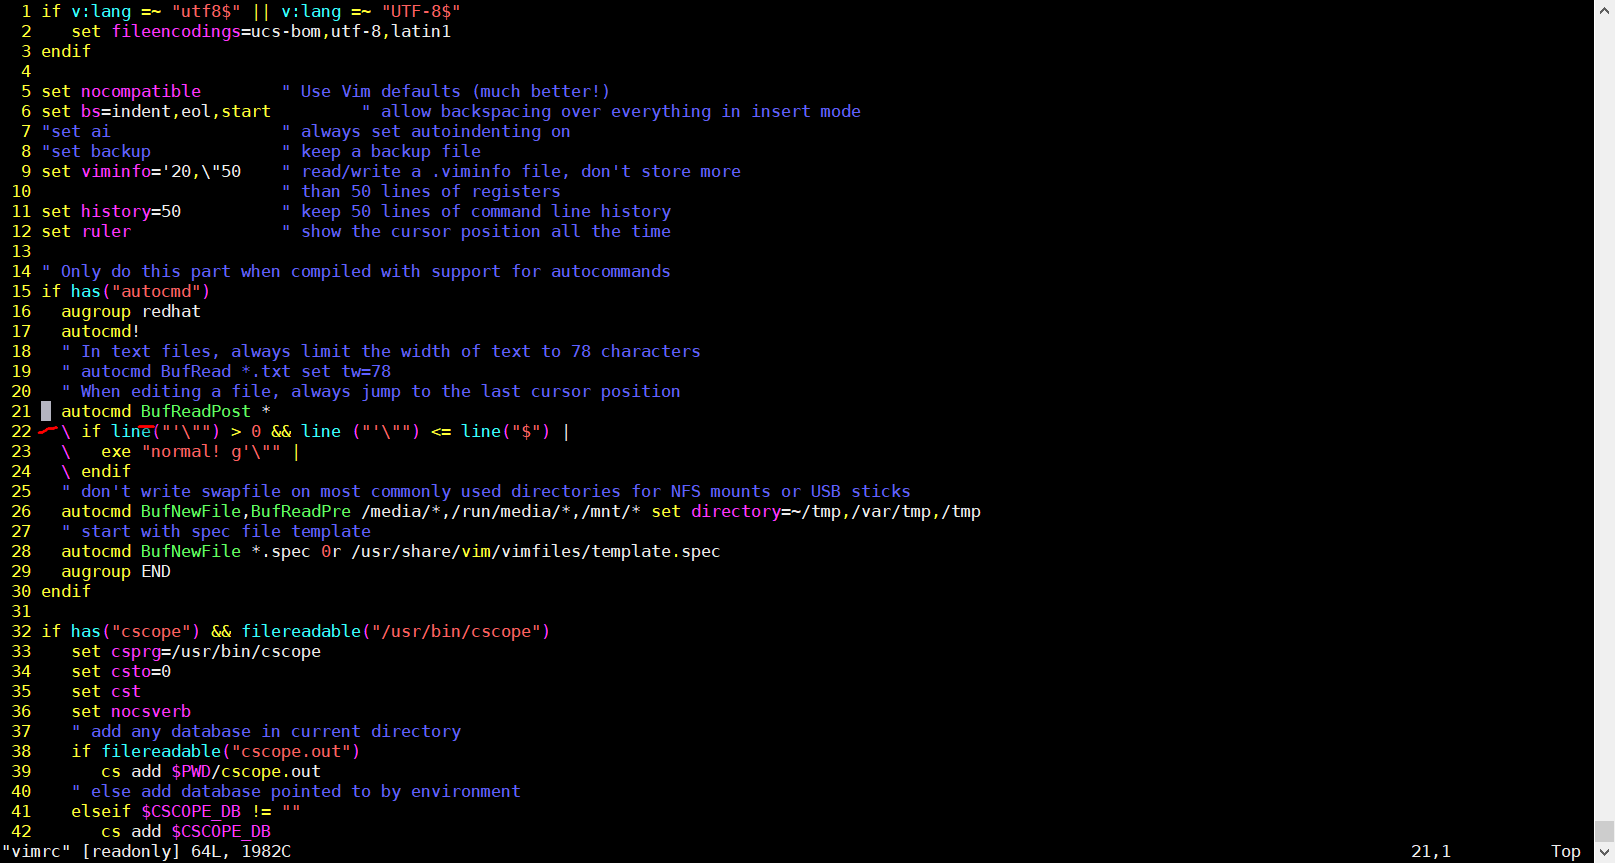 1 if v:lang =~ "utf8$" || v:lang =~ "UTF-8$"
2    set fileencodings=ucs-bom,utf-8,latin1
3 endif
4
5 set nocompatible        " Use Vim defaults (much better!)
6 set bs=indent,eol,start         " allow backspacing over everything in insert mode
7 "set ai                 " always set autoindenting on
8 "set backup             " keep a backup file
9 set viminfo='20,\"50    " read/write a .viminfo file, don't store more
10                         " than 50 lines of registers
11 set history=50          " keep 50 lines of command line history
12 set ruler               " show the cursor position all the time
13
14 " Only do this part when compiled with support for autocommands
15 if has("autocmd")
16   augroup redhat
17   autocmd!
18   " In text files, always limit the width of text to 78 characters
19   " autocmd BufRead *.txt set tw=78
20   " When editing a file, always jump to the last cursor position
21   autocmd BufReadPost *
22   \ if line("'\"") > 0 && line ("'\"") <= line("$") |
23   \   exe "normal! g'\"" |
24   \ endif
25   " don't write swapfile on most commonly used directories for NFS mounts or USB sticks
26   autocmd BufNewFile,BufReadPre /media/*,/run/media/*,/mnt/* set directory=~/tmp,/var/tmp,/tmp
27   " start with spec file template
28   autocmd BufNewFile *.spec 0r /usr/share/vim/vimfiles/template.spec
29   augroup END
30 endif
31
32 if has("cscope") && filereadable("/usr/bin/cscope")
33    set csprg=/usr/bin/cscope
34    set csto=0
35    set cst
36    set nocsverb
37    " add any database in current directory
38    if filereadable("cscope.out")
39       cs add $PWD/cscope.out
40    " else add database pointed to by environment
41    elseif $CSCOPE_DB != ""
42       cs add $CSCOPE_DB
"vimrc" [readonly] 64L, 1982C 21,1 Top